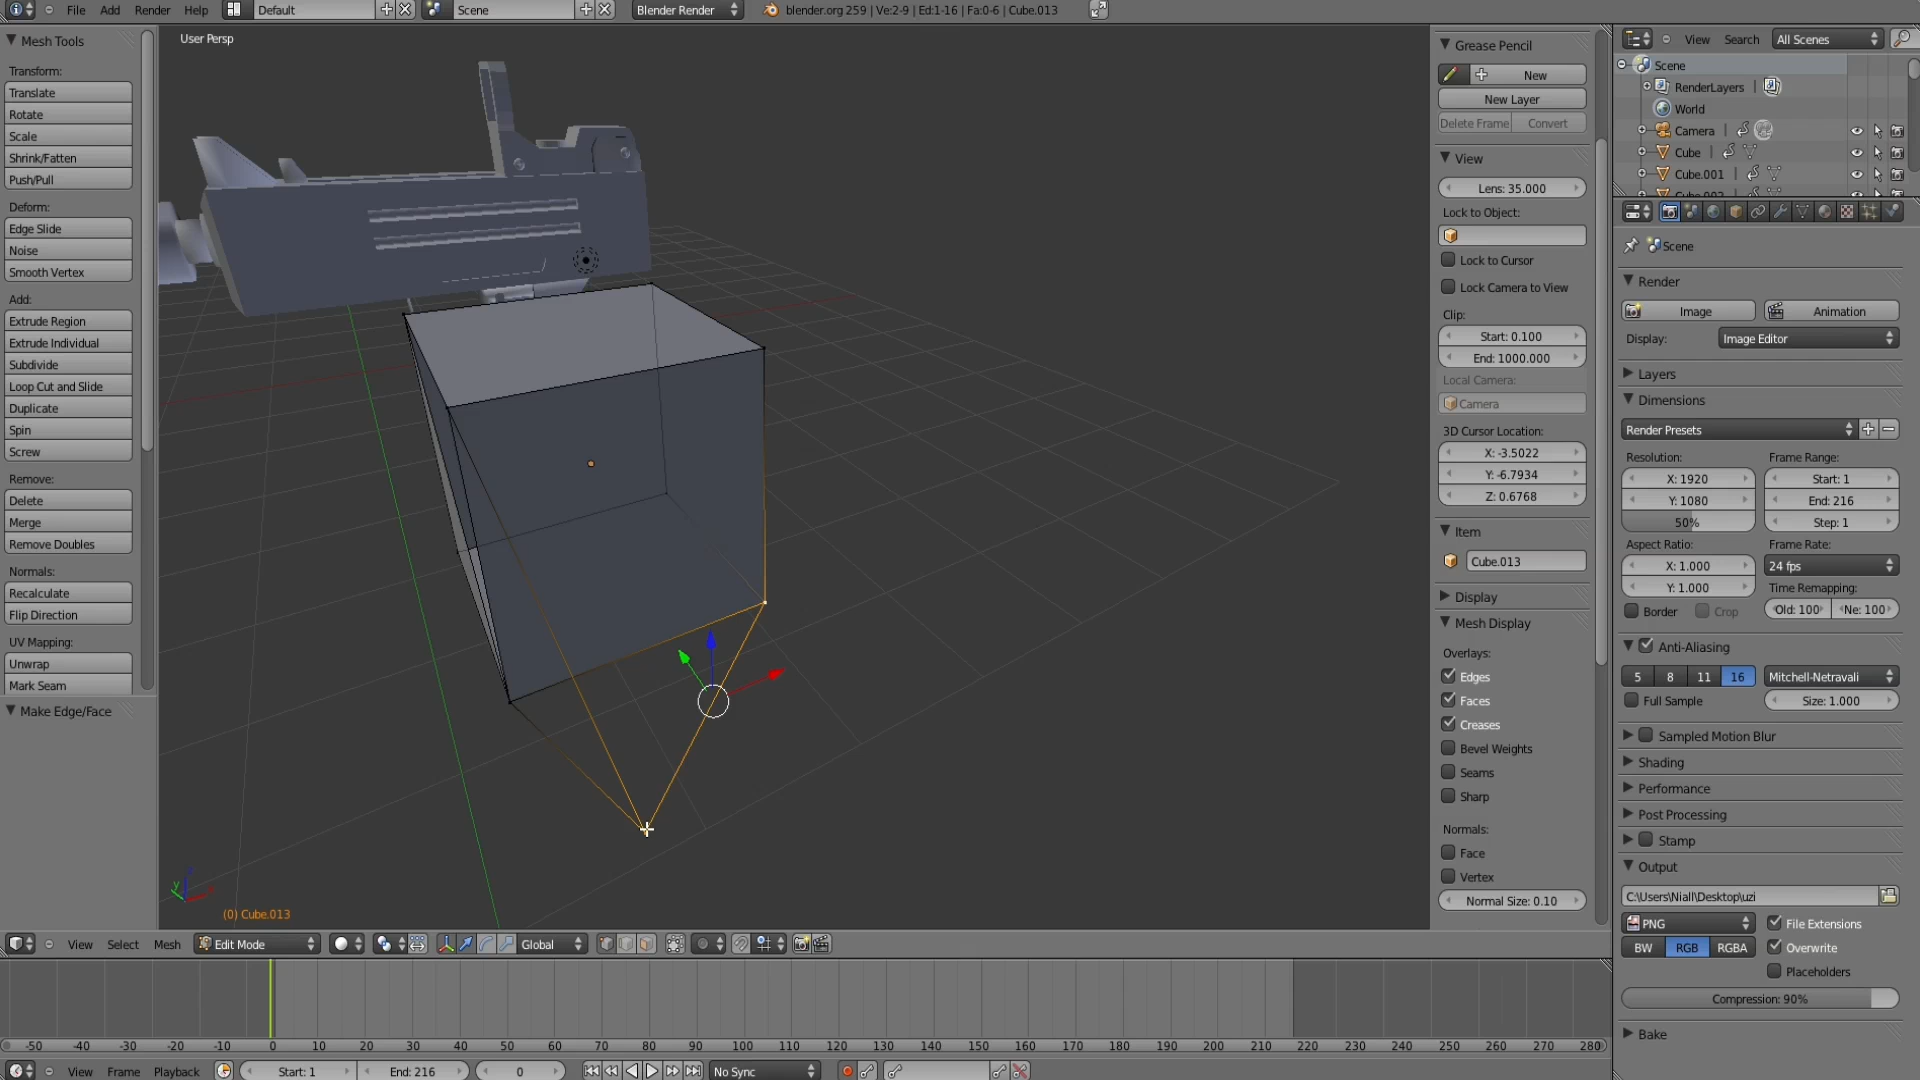 File Add Render Help Default Scene Blender Render blender.org 259 | Ve:2-9 | Ed:1-16 | Fa:0-6 | Cube.013
Mesh Tools
Transform:
Translate
Rotate
Scale
Shrink/Fatten
Push/Pull
Deform:
Edge Slide
Noise
Smooth Vertex
Add:
Extrude Region
Extrude Individual
Subdivide
Loop Cut and Slide
Duplicate
Spin
Screw
Remove:
Delete
Merge
Remove Doubles
Normals:
Recalculate
Flip Direction
UV Mapping:
Unwrap
Mark Seam
Make Edge/Face
User Persp
(0) Cube.013
Grease Pencil
New
New Layer
Delete Frame Convert
View
Lens: 35.000
Lock to Object:
Lock to Cursor
Lock Camera to View
Clip:
Start: 0.100
End: 1000.000
Local Camera:
Camera
3D Cursor Location:
X: -3.5022
Y: -6.7934
Z: 0.6768
Item
Cube.013
Display
Mesh Display
Overlays:
Edges
Faces
Creases
Bevel Weights
Seams
Sharp
Normals:
Face
Vertex
Normal Size: 0.10
View Search All Scenes
Scene
RenderLayers
World
Camera
Cube
Cube.001
Scene
Render
Image Animation
Display: Image Editor
Layers
Dimensions
Render Presets
Resolution: Frame Range:
X: 1920 Start: 1
Y: 1080 End: 216
50% Step: 1
Aspect Ratio: Frame Rate:
X: 1.000 24 fps
Y: 1.000 Time Remapping:
Border Crop Old: 100 Ne: 100
Anti-Aliasing
5 8 11 16 Mitchell-Netravali
Full Sample Size: 1.000
Sampled Motion Blur
Shading
Performance
Post Processing
Stamp
Output
C:\Users\Niall\Desktop\uzi
PNG File Extensions
BW RGB RGBA Overwrite
Placeholders
Compression: 90%
Bake
View Select Mesh Edit Mode Global
-50 -40 -30 -20 -10 0 10 20 30 40 50 60 70 80 90 100 110 120 130 140 150 160 170 180 190 200 210 220 230 240 250 260 270 280
View Frame Playback Start: 1 End: 216 0 No Sync